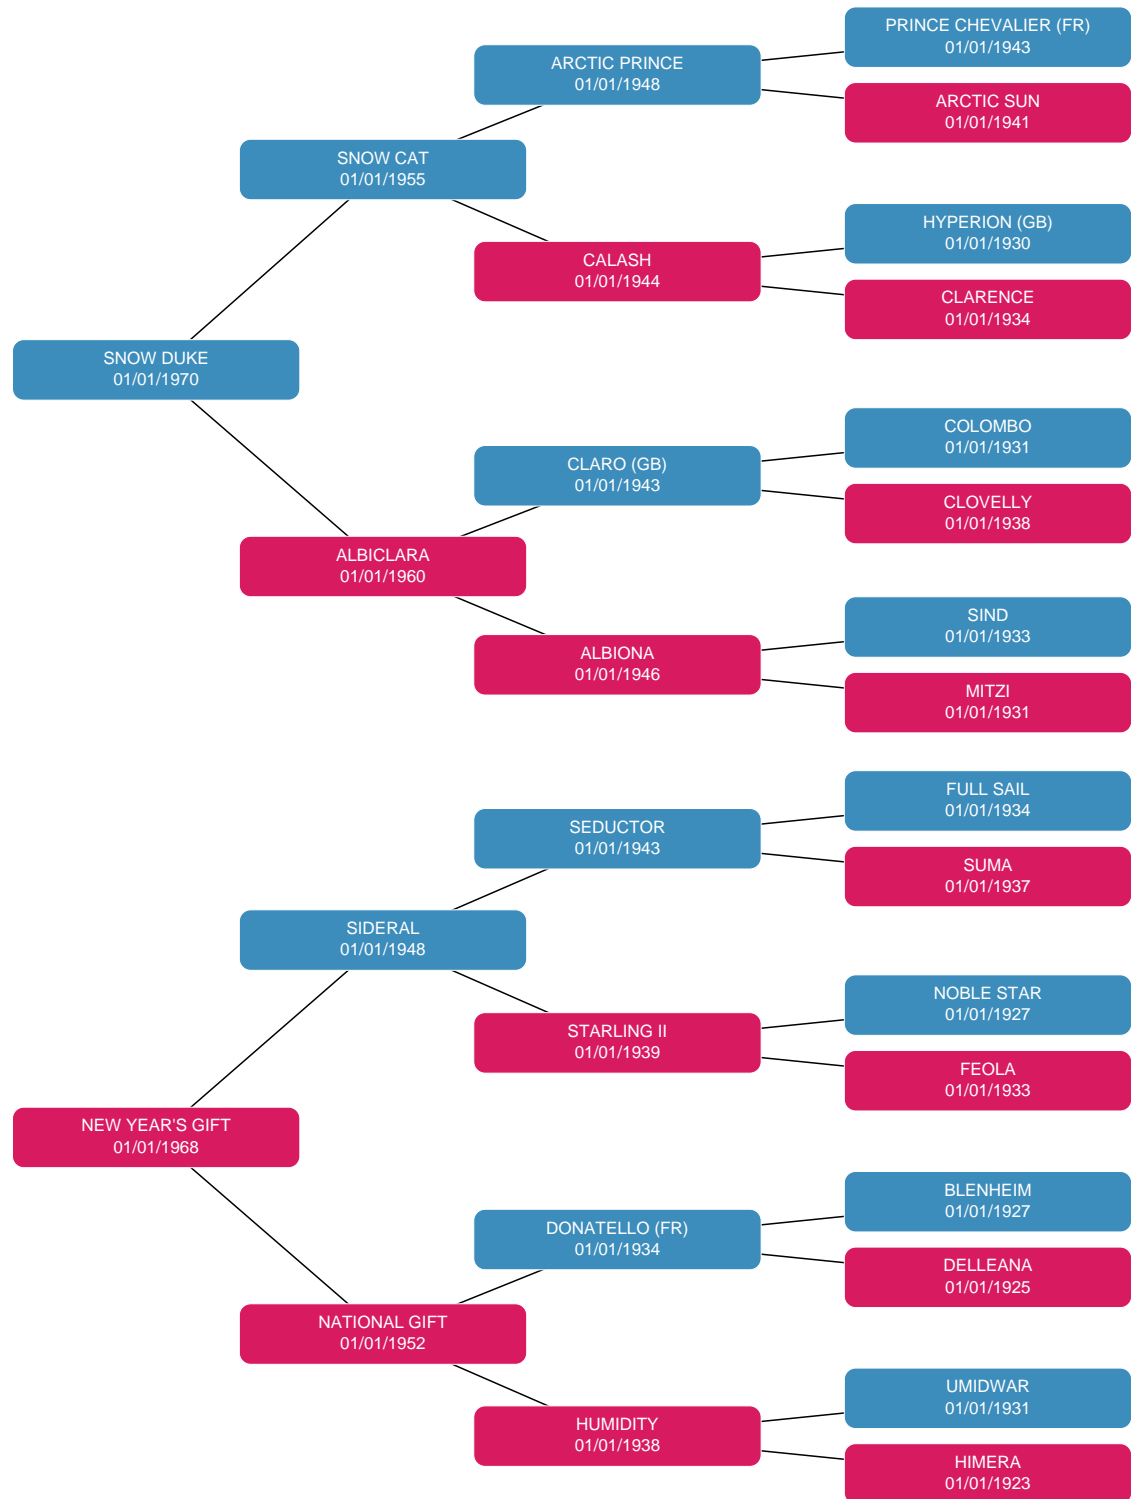 PRINCE CHEVALIER (FR)
01/01/1943
ARCTIC PRINCE
01/01/1948
ARCTIC SUN
01/01/1941
SNOW CAT
01/01/1955
HYPERION (GB)
01/01/1930
CALASH
01/01/1944
CLARENCE
01/01/1934
SNOW DUKE
01/01/1970
COLOMBO
01/01/1931
CLARO (GB)
01/01/1943
CLOVELLY
01/01/1938
ALBICLARA
01/01/1960
SIND
01/01/1933
ALBIONA
01/01/1946
MITZI
01/01/1931
FULL SAIL
01/01/1934
SEDUCTOR
01/01/1943
SUMA
01/01/1937
SIDERAL
01/01/1948
NOBLE STAR
01/01/1927
STARLING II
01/01/1939
FEOLA
01/01/1933
NEW YEAR'S GIFT
01/01/1968
BLENHEIM
01/01/1927
DONATELLO (FR)
01/01/1934
DELLEANA
01/01/1925
NATIONAL GIFT
01/01/1952
UMIDWAR
01/01/1931
HUMIDITY
01/01/1938
HIMERA
01/01/1923